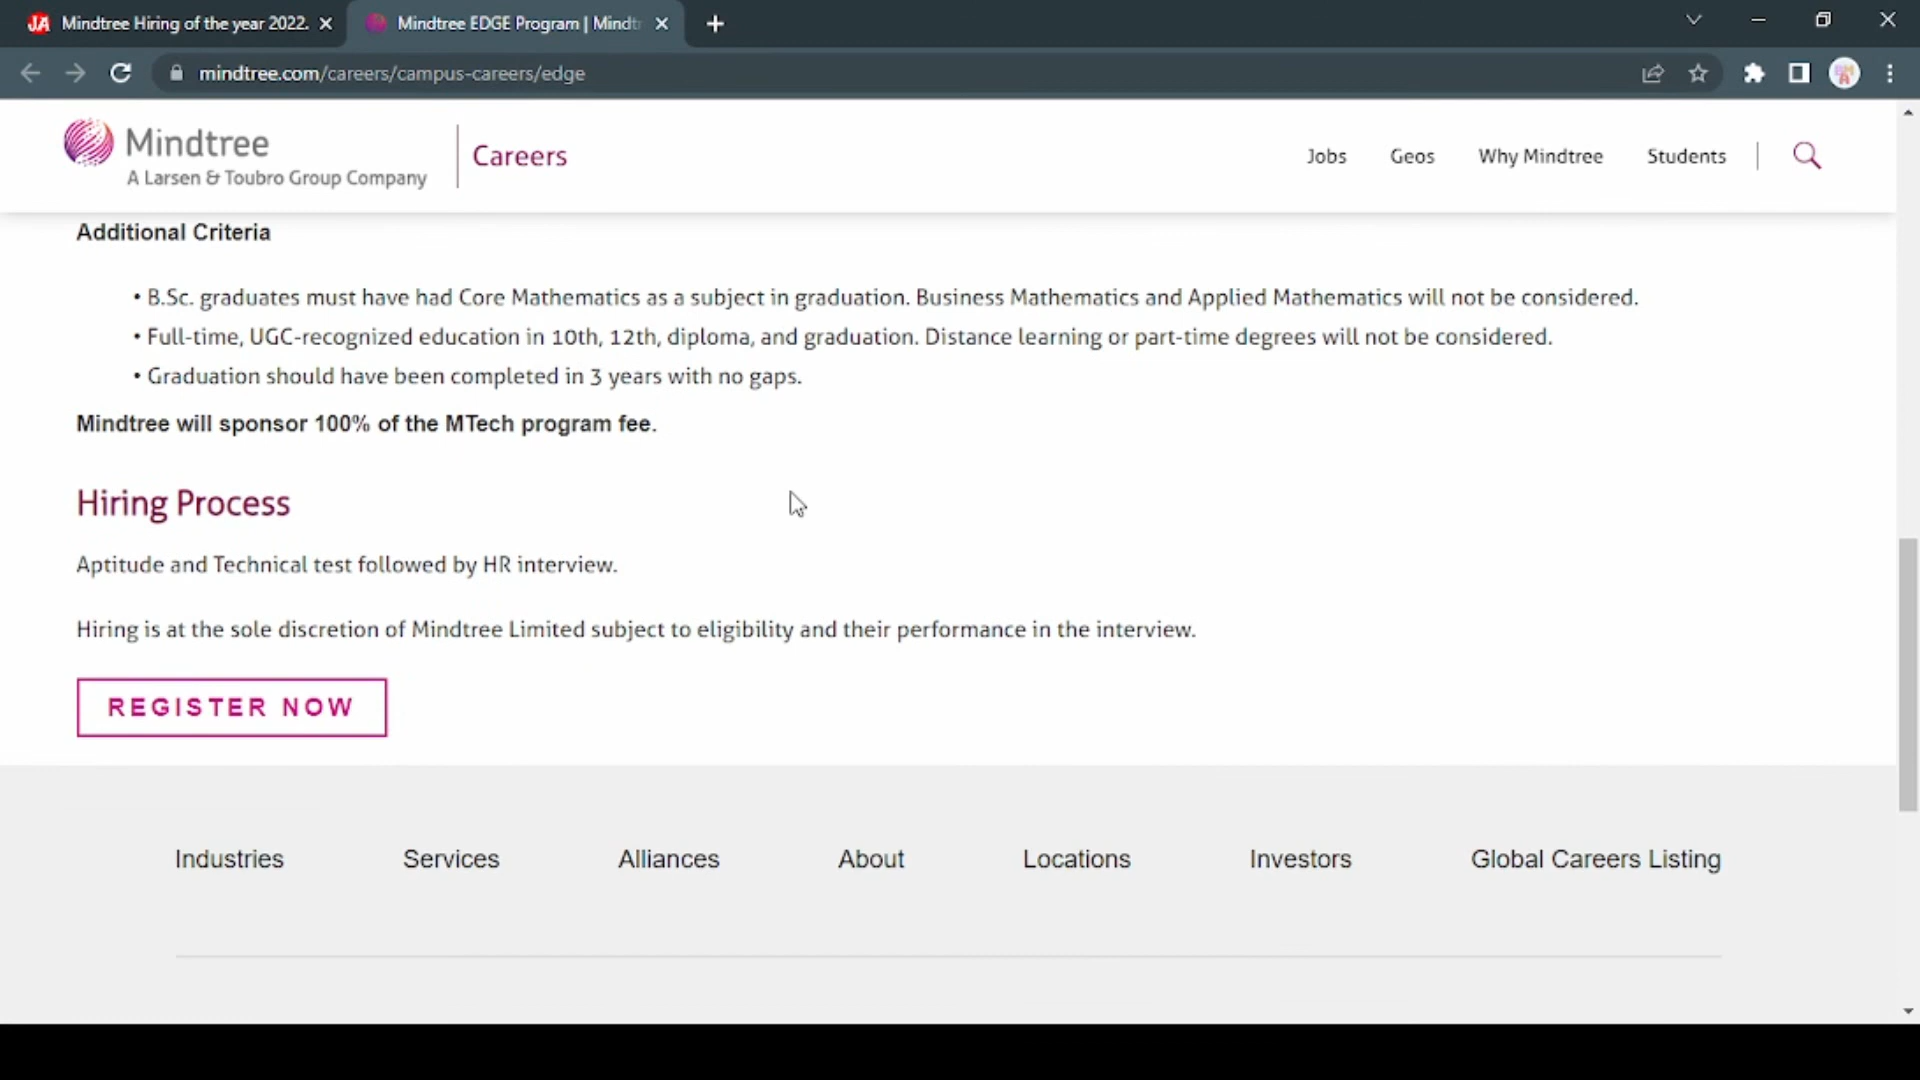 JA Mindtree Hiring of the year 2022.
Mindtree EDGE Program | Mindt
mindtree.com/careers/campus-careers/edge
Mindtree
A Larsen & Toubro Group Company
Careers
Jobs
Geos
Why Mindtree
Students
Additional Criteria
• B.Sc. graduates must have had Core Mathematics as a subject in graduation. Business Mathematics and Applied Mathematics will not be considered.
• Full-time, UGC-recognized education in 10th, 12th, diploma, and graduation. Distance learning or part-time degrees will not be considered.
• Graduation should have been completed in 3 years with no gaps.
Mindtree will sponsor 100% of the MTech program fee.
Hiring Process
Aptitude and Technical test followed by HR interview.
Hiring is at the sole discretion of Mindtree Limited subject to eligibility and their performance in the interview.
REGISTER NOW
Industries
Services
Alliances
About
Locations
Investors
Global Careers Listing